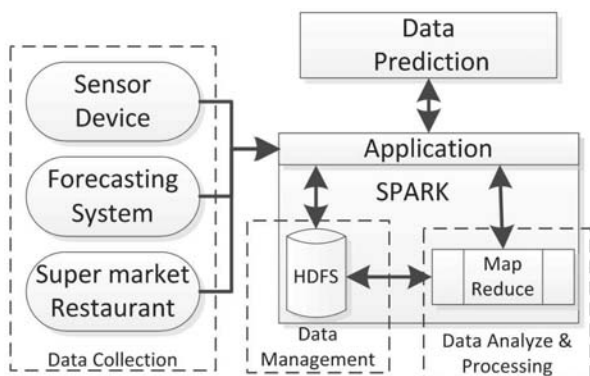 Sensor
Device
Forecasting
System
Super market
Restaurant
Data Collection
Data
Prediction
Application
SPARK
HDFS
Data
Management
Map
Reduce
Data Analyze &
Processing